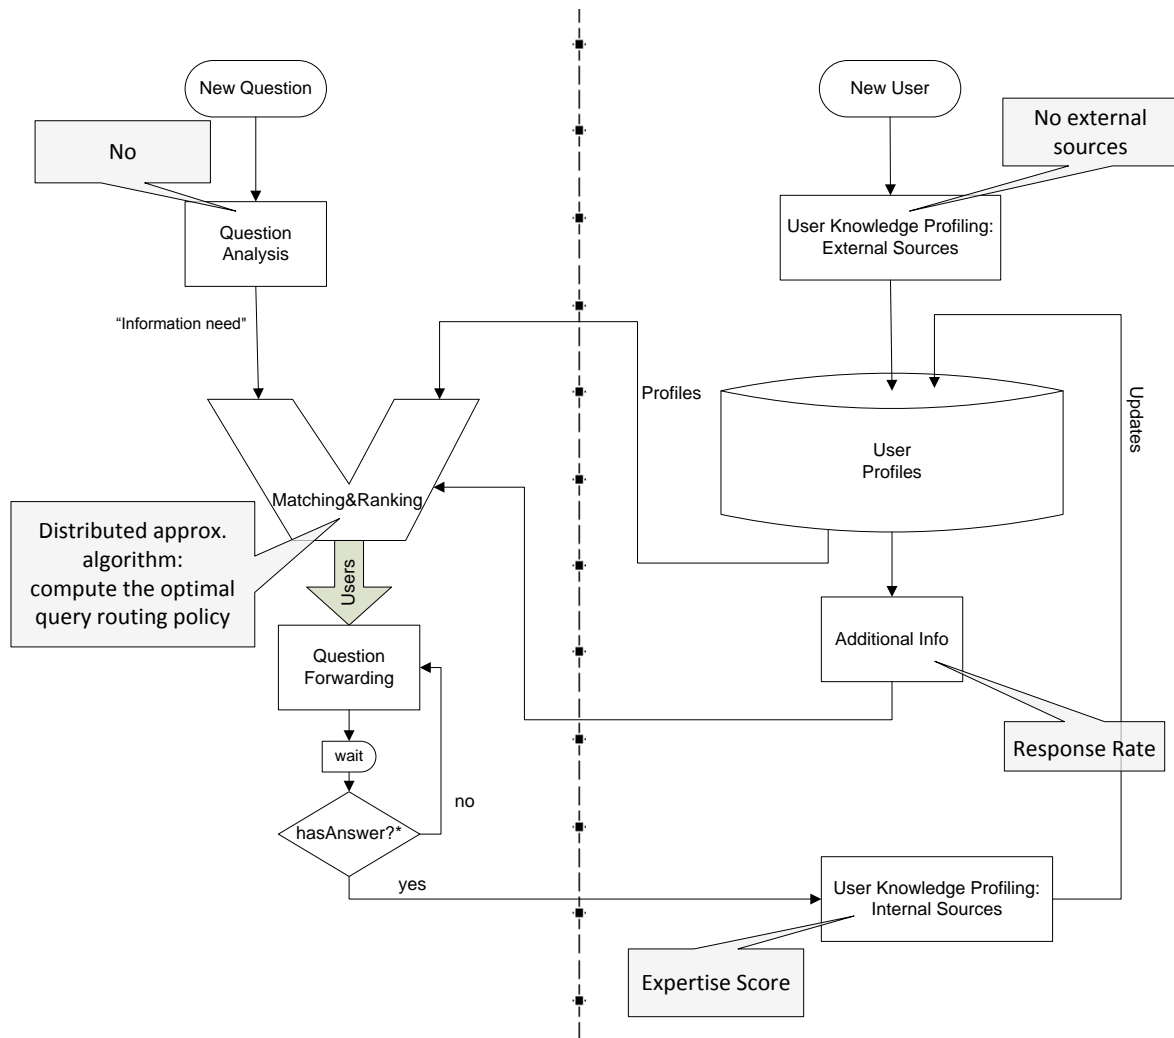 New Question
No
Question
Analysis
“Information need"
Matching&Ranking
Distributed approx.
algorithm:
compute the optimal
query routing policy
Users
Question
Forwarding
wait
hasAnswer?*
no
yes
New User
No external
sources
User Knowledge Profiling:
External Sources
Profiles
User
Profiles
Updates
Additional Info
Response Rate
User Knowledge Profiling:
Internal Sources
Expertise Score